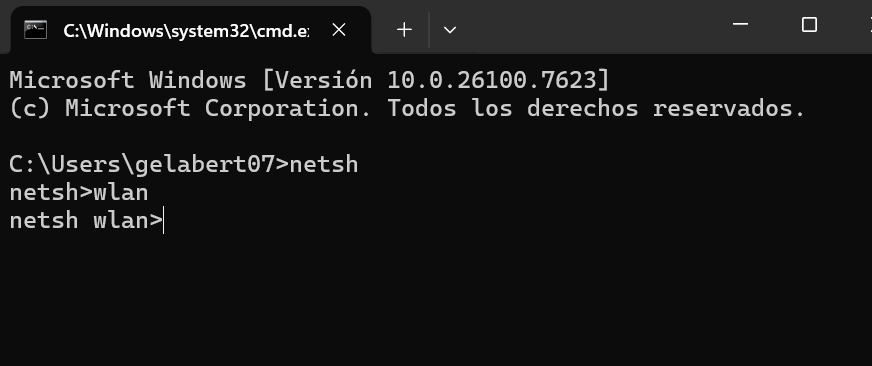 C:\Windows\system32\cmd.e
Microsoft Windows [Versión 10.0.26100.7623]
(c) Microsoft Corporation. Todos los derechos reservados.
C:\Users\gelabert07>netsh
netsh>wlan
netsh wlan>